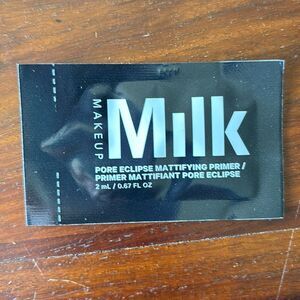 MAKEUP
MiLK
PORE ECLIPSE MATTIFYING PRIMER /
PRIMER MATTIFIANT PORE ECLIPSE
2 mL / 0.67 FL OZ